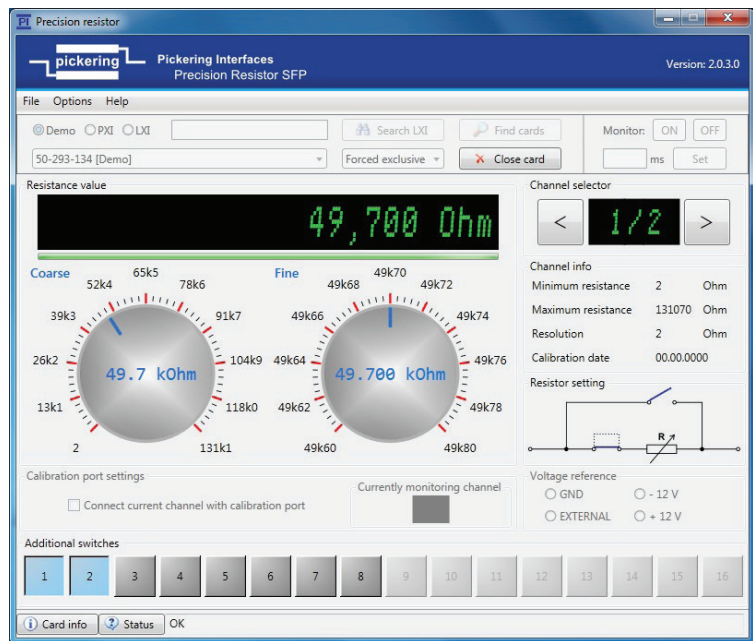 PI Precision resistor
pickering Pickering Interfaces
Precision Resistor SFP
Version: 2.0.3.0
File Options Help
Demo PXI LXI Search LXI Find cards Monitor: ON OFF
50-293-134 [Demo] Forced exclusive Close card ms Set
Resistance value
49,700 Ohm
Channel selector
< 1/2 >
Coarse
2
13k1
26k2
39k3
52k4
65k5
78k6
91k7
104k9
118k0
131k1
49.7 kOhm
Fine
49k60
49k62
49k64
49k66
49k68
49k70
49k72
49k74
49k76
49k78
49k80
49.700 kOhm
Channel info
Minimum resistance 2 Ohm
Maximum resistance 131070 Ohm
Resolution 2 Ohm
Calibration date 00.00.0000
Resistor setting
R
Calibration port settings
Connect current channel with calibration port
Currently monitoring channel
Voltage reference
GND - 12 V
EXTERNAL + 12 V
Additional switches
1 2 3 4 5 6 7 8 9 10 11 12 13 14 15 16
Card info Status OK